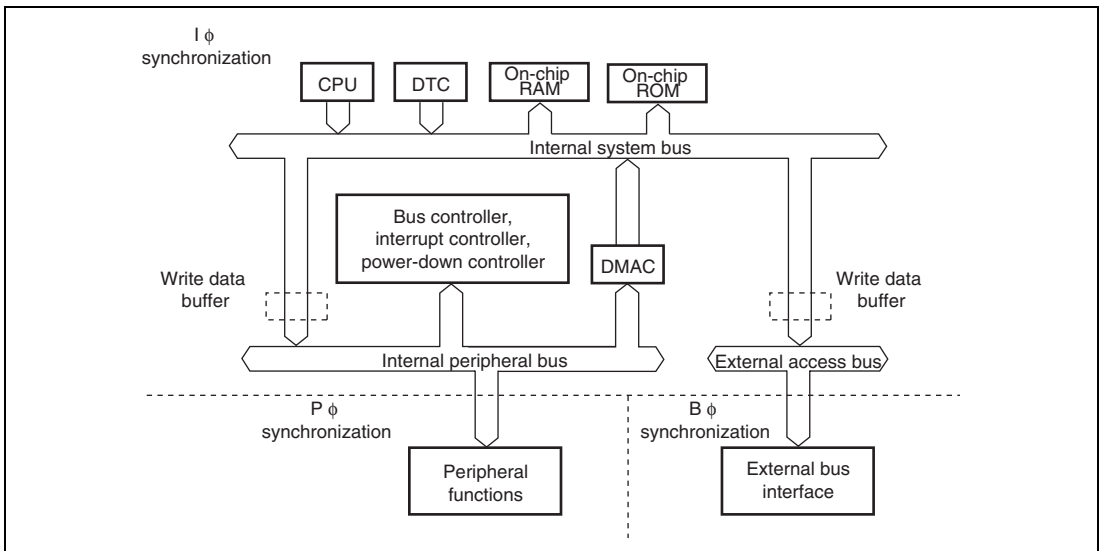 I ϕ
synchronization
CPU
DTC
On-chip
RAM
On-chip
ROM
Internal system bus
Bus controller,
interrupt controller,
power-down controller
DMAC
Write data
buffer
Write data
buffer
Internal peripheral bus
External access bus
P ϕ
synchronization
B ϕ
synchronization
Peripheral
functions
External bus
interface